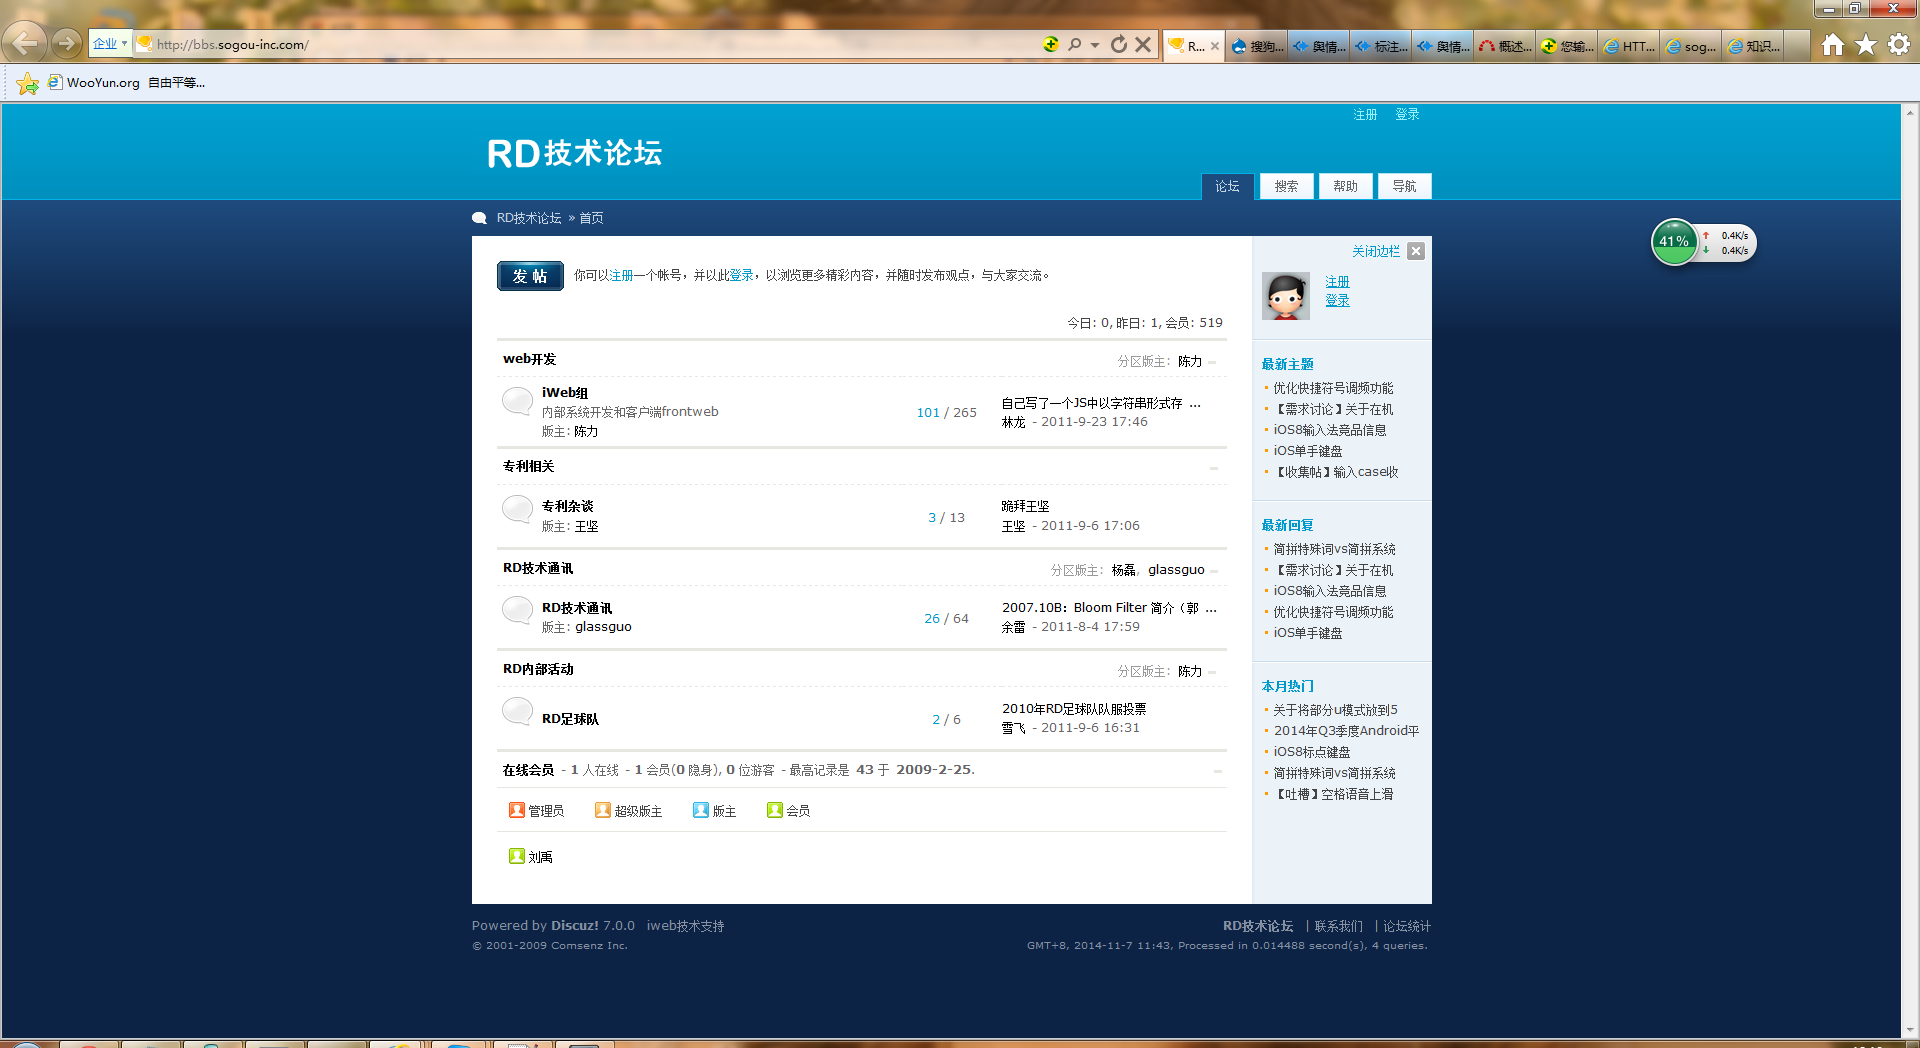 企业 http://bbs.sogou-inc.com/
R... 搜狗... 舆情... 标注... 舆情... 概述... 您输... HTT... sog... 知识...
WooYun.org 自由平等...
注册 登录
RD技术论坛
论坛 搜索 帮助 导航
RD技术论坛 » 首页
41% 0.4K/s
0.4K/s
关闭边栏
发帖 你可以注册一个帐号，并以此登录，以浏览更多精彩内容，并随时发布观点，与大家交流。
注册
登录
今日: 0, 昨日: 1, 会员: 519
web开发 分区版主: 陈力
iWeb组
内部系统开发和客户端frontweb
版主: 陈力
101 / 265
自己写了一个JS中以字符串形式存 ...
林龙 - 2011-9-23 17:46
专利相关
专利杂谈
版主: 王坚
3 / 13
跪拜王坚
王坚 - 2011-9-6 17:06
RD技术通讯 分区版主: 杨磊, glassguo
RD技术通讯
版主: glassguo
26 / 64
2007.10B: Bloom Filter 简介（郭 ...
余雷 - 2011-8-4 17:59
RD内部活动 分区版主: 陈力
RD足球队
2 / 6
2010年RD足球队队服投票
雪飞 - 2011-9-6 16:31
在线会员 - 1 人在线 - 1 会员(0 隐身), 0 位游客 - 最高记录是 43 于 2009-2-25.
管理员 超级版主 版主 会员
刘禹
最新主题
优化快捷符号调频功能
【需求讨论】关于在机
iOS8输入法竞品信息
iOS单手键盘
【收集帖】输入case收
最新回复
简拼特殊词vs简拼系统
【需求讨论】关于在机
iOS8输入法竞品信息
优化快捷符号调频功能
iOS单手键盘
本月热门
关于将部分u模式放到5
2014年Q3季度Android平
iOS8标点键盘
简拼特殊词vs简拼系统
【吐槽】空格语音上滑
Powered by Discuz! 7.0.0 iweb技术支持
© 2001-2009 Comsenz Inc.
RD技术论坛 | 联系我们 | 论坛统计
GMT+8, 2014-11-7 11:43, Processed in 0.014488 second(s), 4 queries.